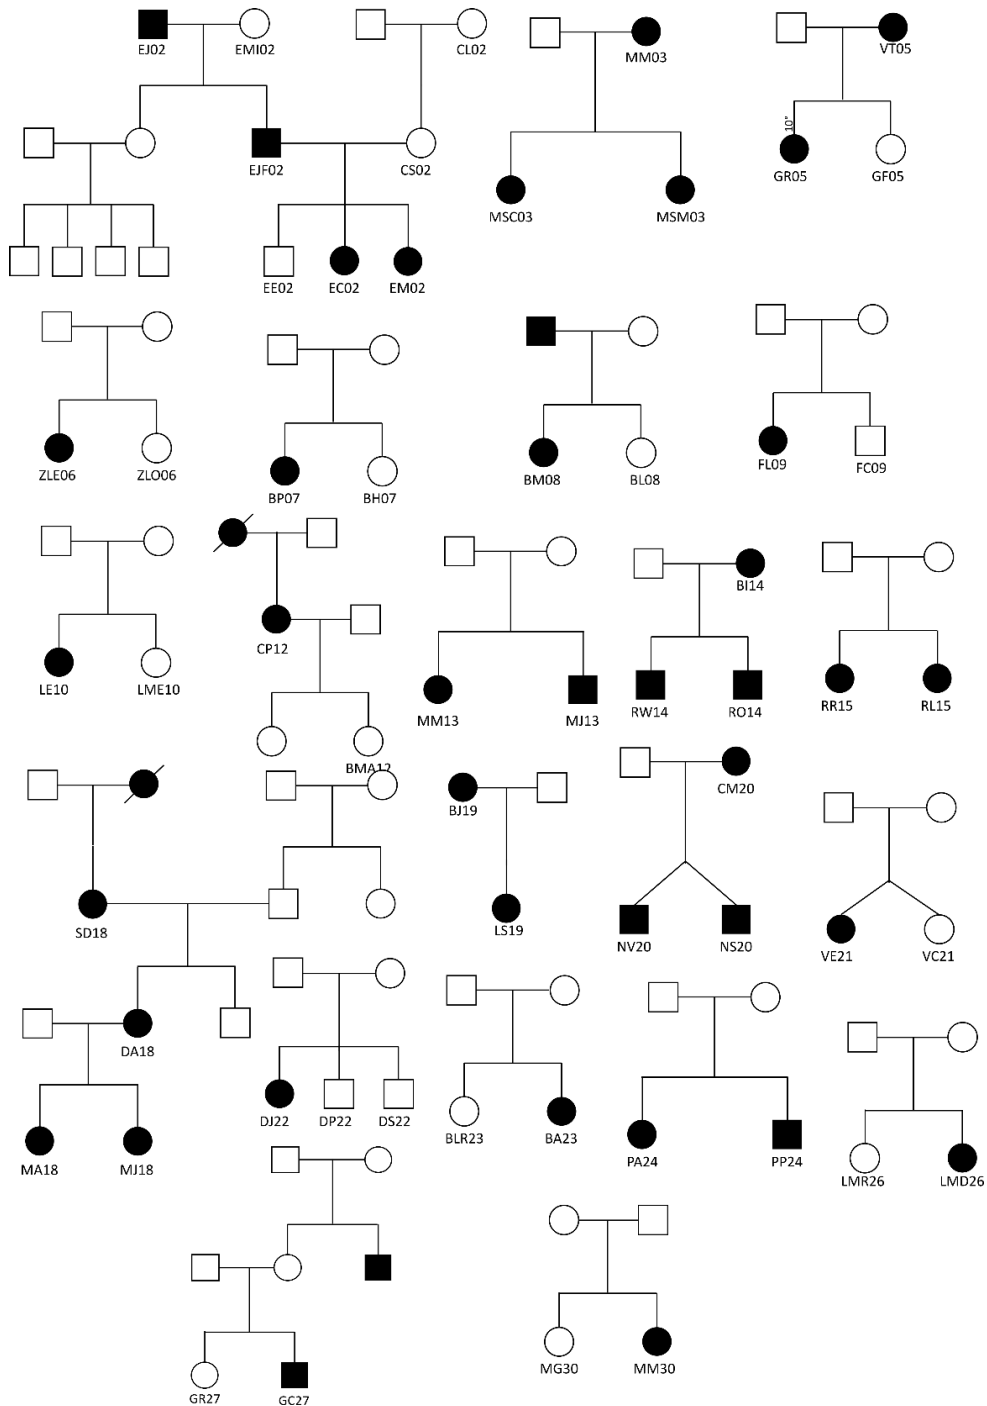 EJ02
EMI02
CL02
MM03
VT05
EJF02
CS02
10"
GR05
GF05
MSC03
MSM03
EE02
EC02
EM02
ZLE06
ZLO06
BP07
BH07
BM08
BL08
FL09
FC09
LE10
LME10
CP12
BMA12
MM13
MJ13
BI14
RW14
RO14
RR15
RL15
SD18
BJ19
LS19
CM20
NV20
NS20
VE21
VC21
DA18
MA18
MJ18
DJ22
DP22
DS22
BLR23
BA23
PA24
PP24
LMR26
LMD26
GR27
GC27
MG30
MM30